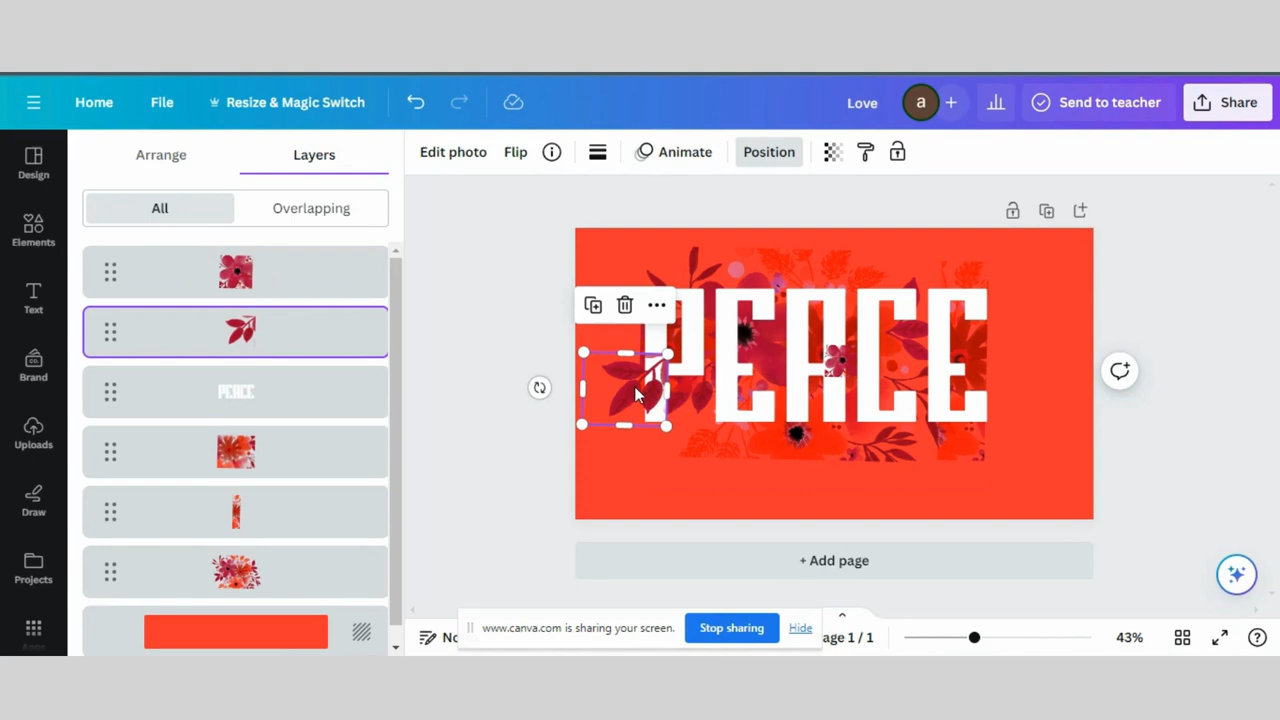 Home File Resize & Magic Switch Love a Send to teacher Share
Design
Elements
Text
Brand
Uploads
Draw
Projects
Apps
Arrange Layers
All Overlapping
PEACE
Edit photo Flip Animate Position
PEACE
+ Add page
www.canva.com is sharing your screen. Stop sharing Hide
No
age 1 / 1 43%